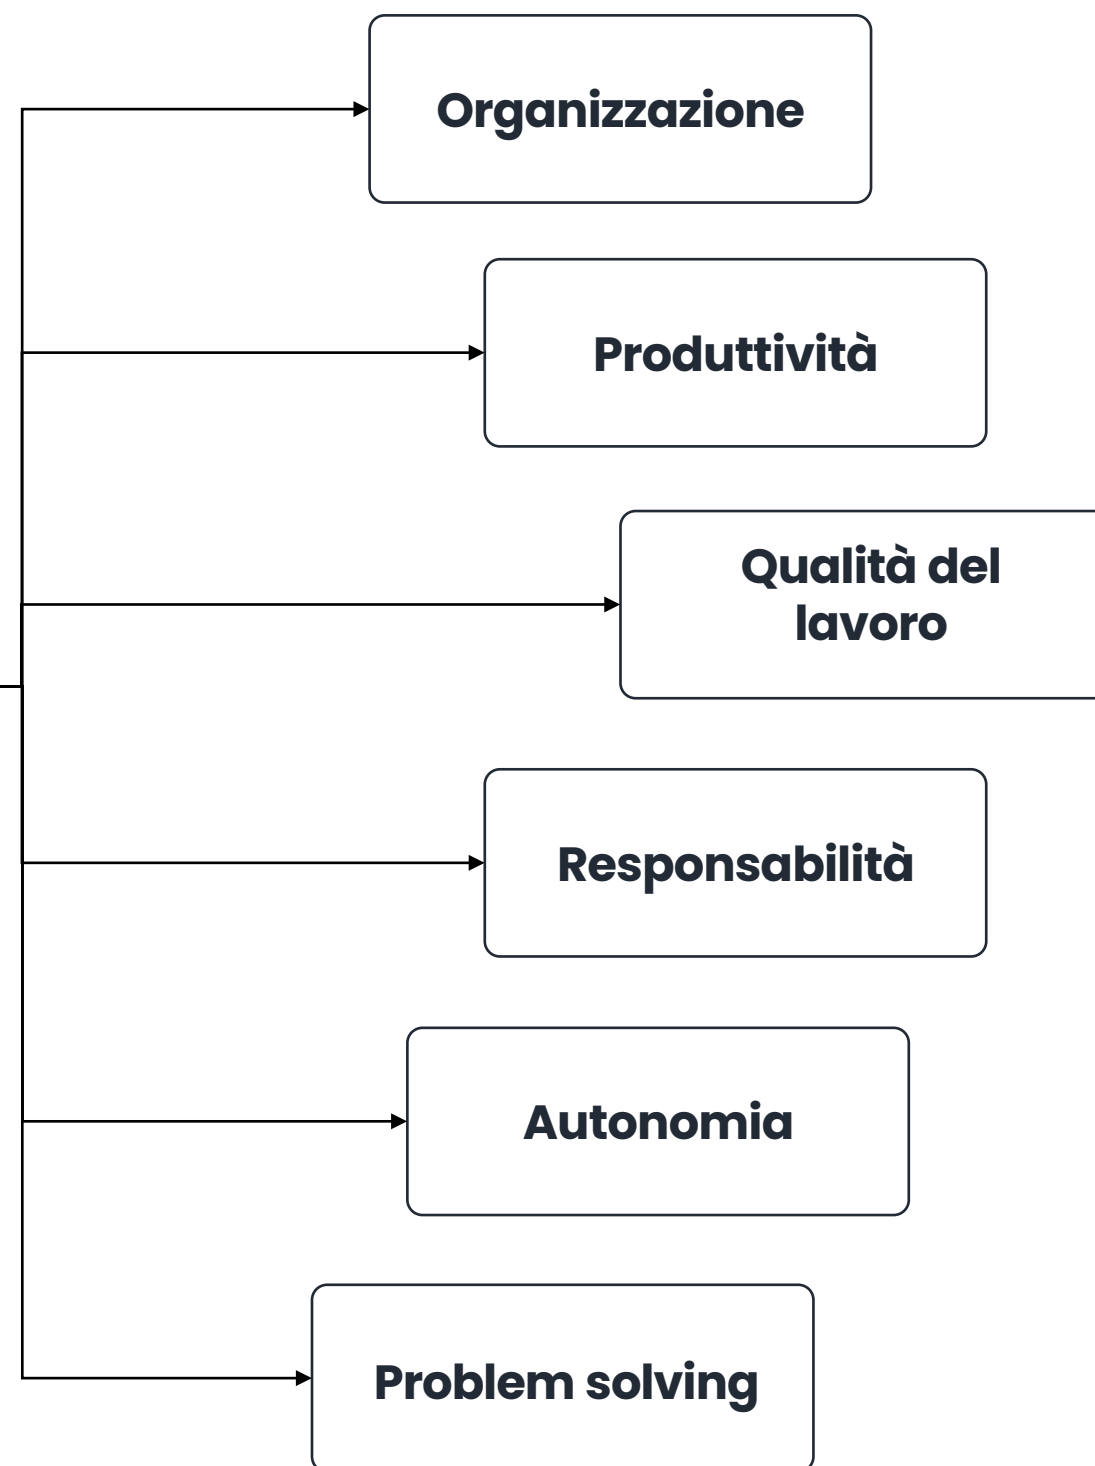 Organizzazione
Produttività
Qualità del
lavoro
Responsabilità
Autonomia
Problem solving